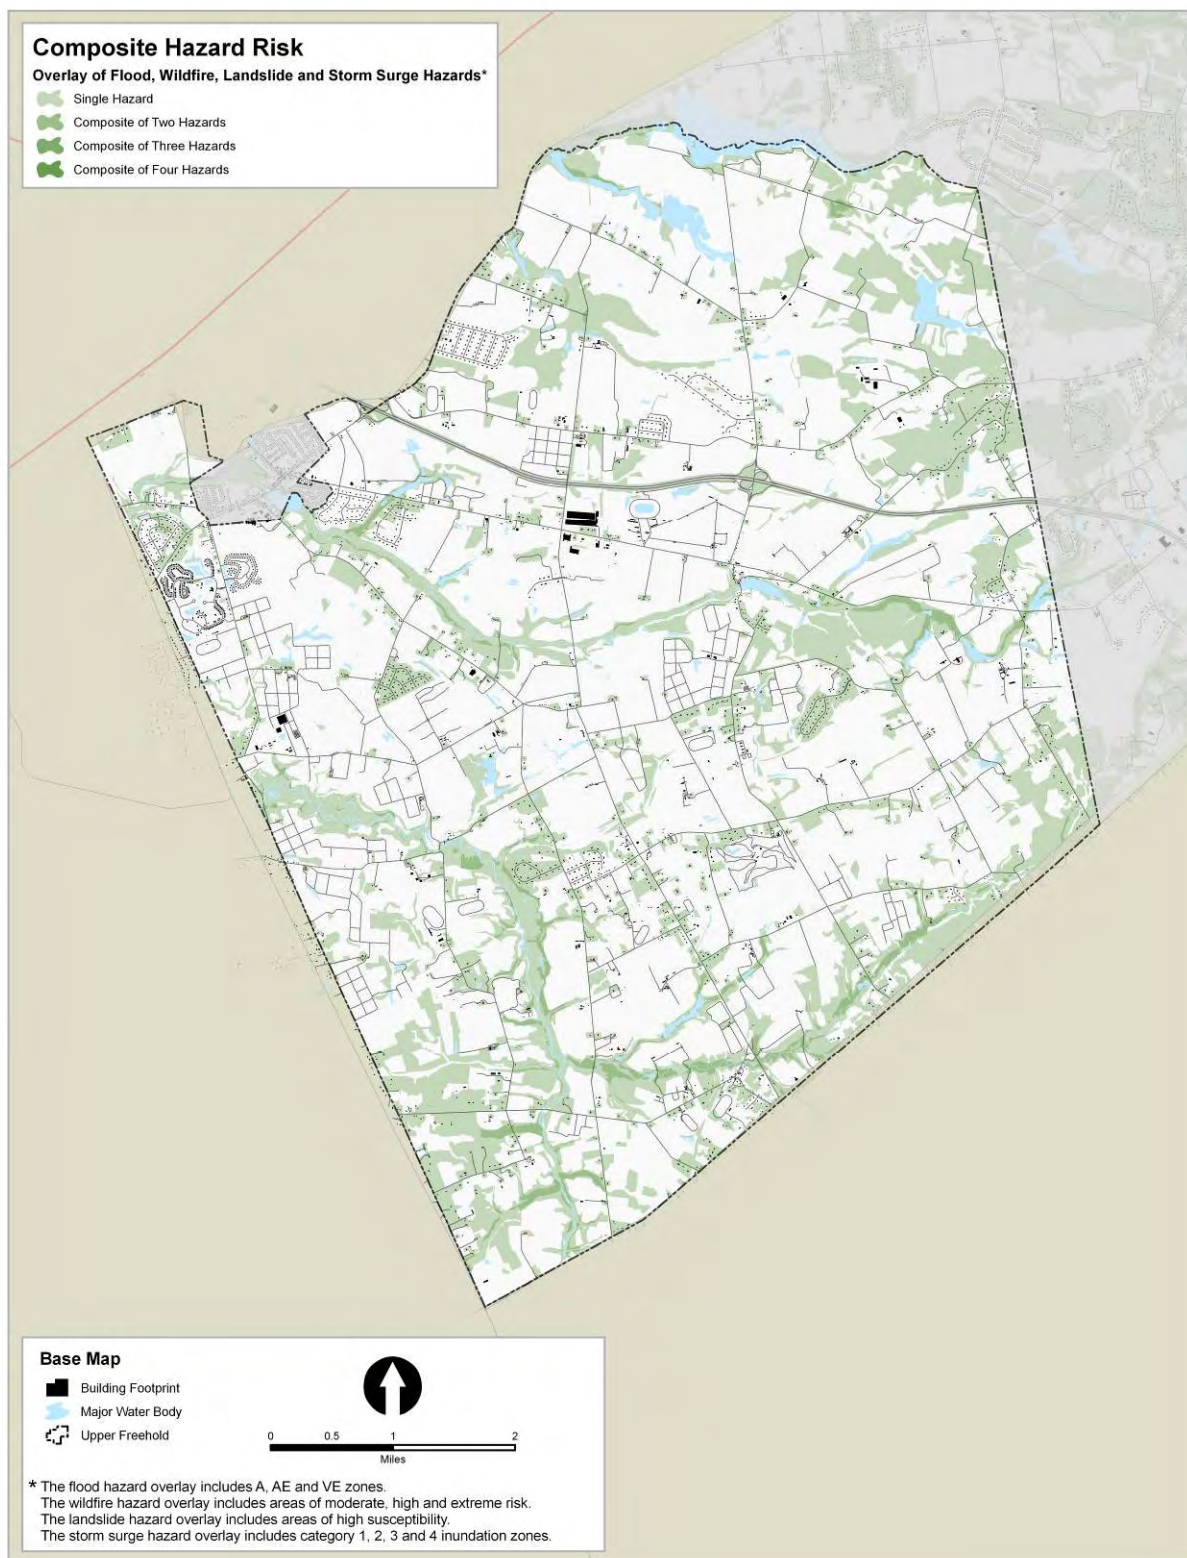 Composite Hazard Risk
Overlay of Flood, Wildfire, Landslide and Storm Surge Hazards*
Single Hazard
Composite of Two Hazards
Composite of Three Hazards
Composite of Four Hazards
Base Map
Building Footprint
Major Water Body
Upper Freehold
0 0.5 1 2
Miles
* The flood hazard overlay includes A, AE and VE zones.
The wildfire hazard overlay includes areas of moderate, high and extreme risk.
The landslide hazard overlay includes areas of high susceptibility.
The storm surge hazard overlay includes category 1, 2, 3 and 4 inundation zones.